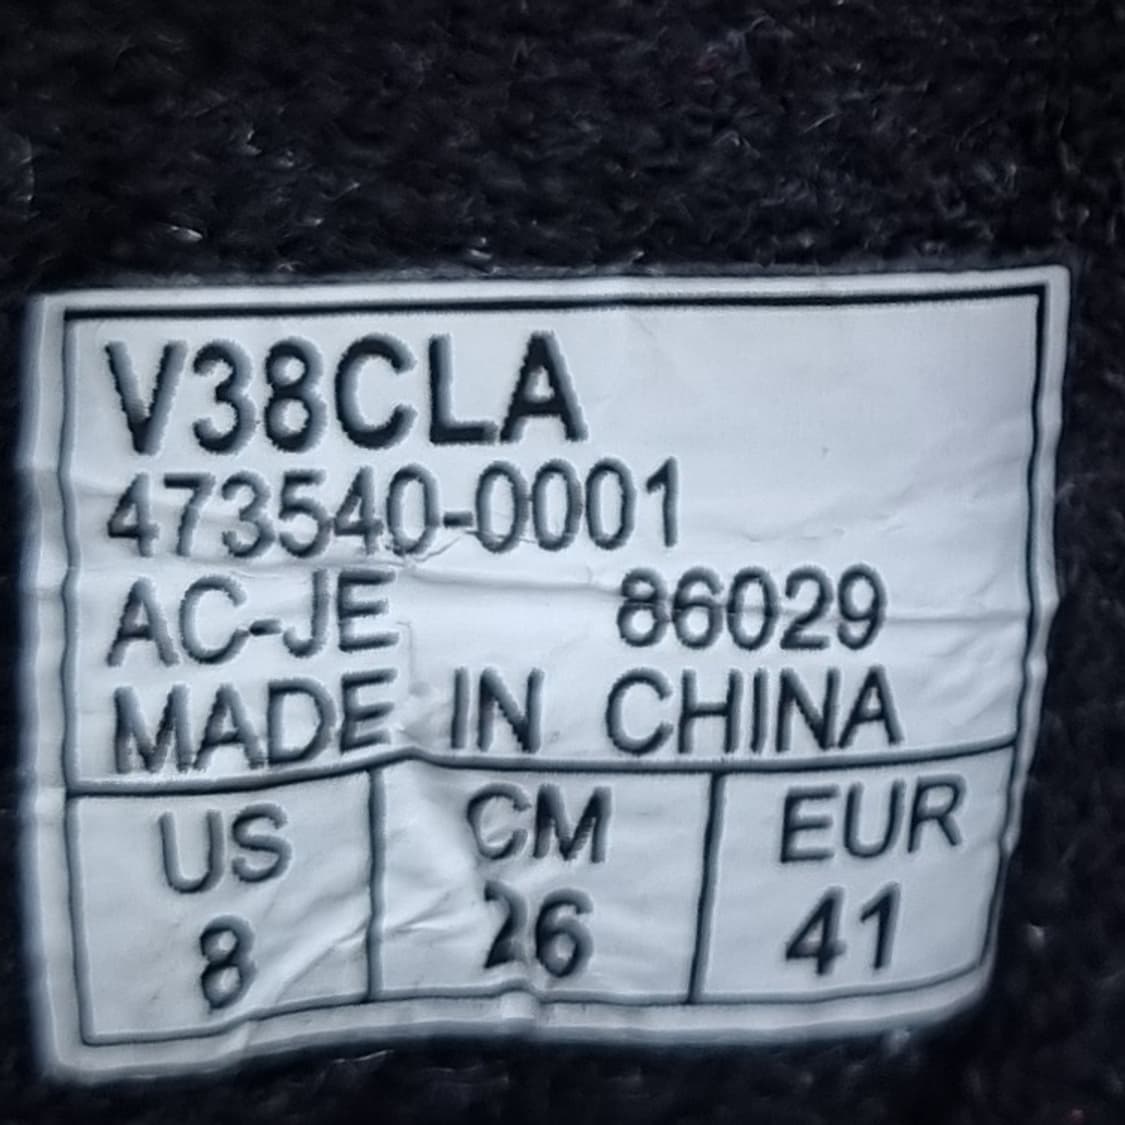 V38CLA
473540-0001
AC-JE 86029
MADE IN CHINA
US CM EUR
8 26 41